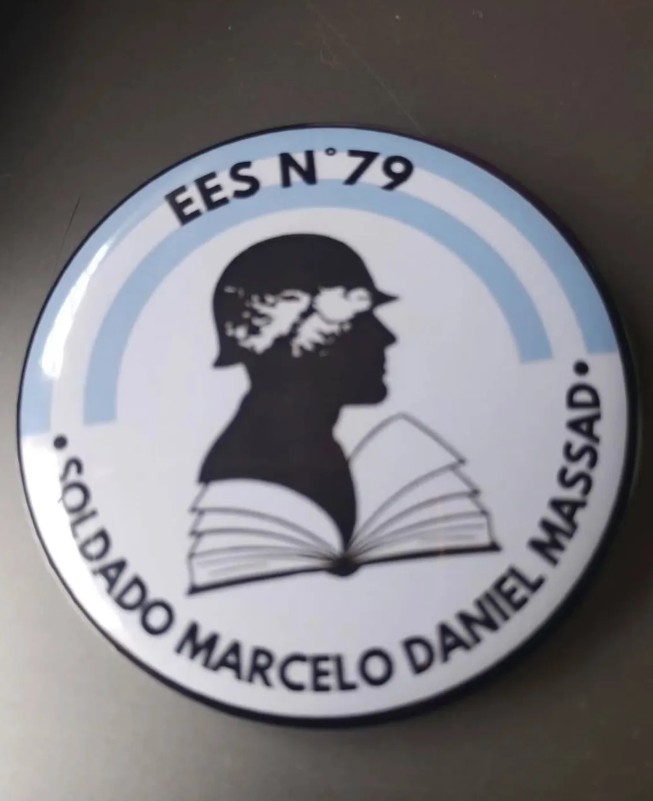 EES N°79
•SOLDADO MARCELO DANIEL MASSAD•